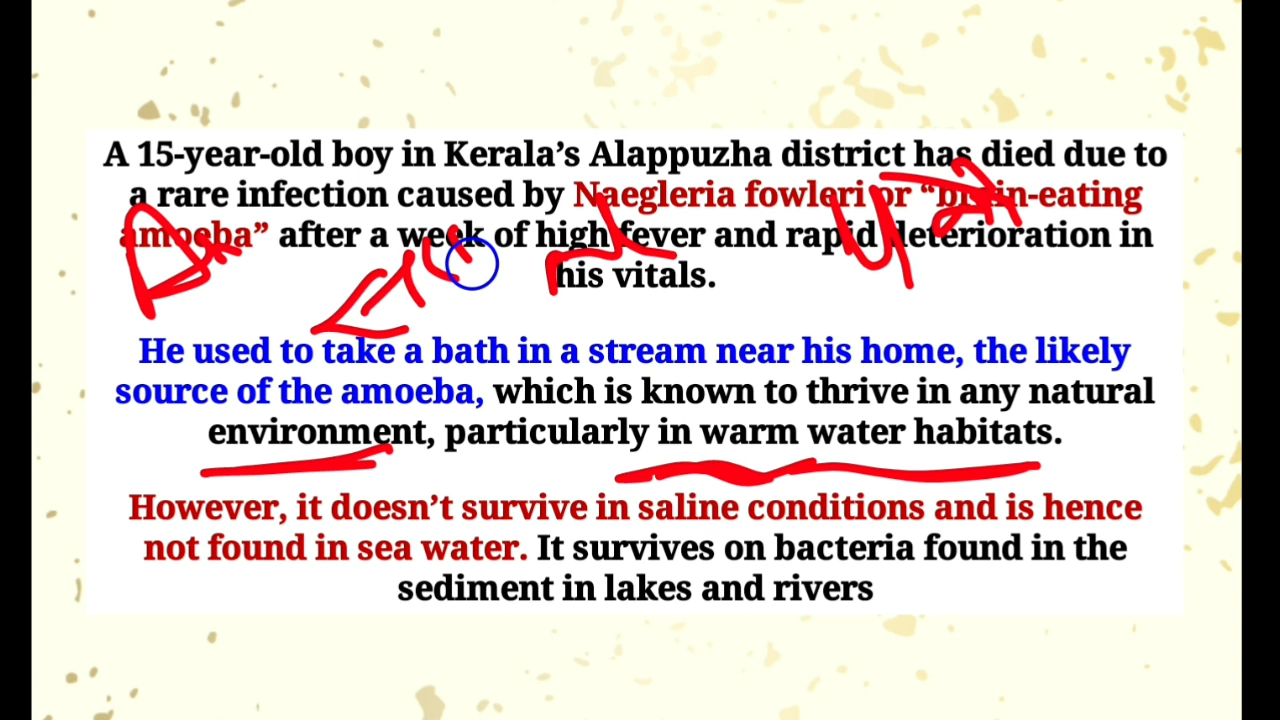 A 15-year-old boy in Kerala's Alappuzha district has died due to
a rare infection caused by Naegleria fowleri or “brain-eating
amoeba” after a week of high fever and rapid deterioration in
his vitals.
He used to take a bath in a stream near his home, the likely
source of the amoeba, which is known to thrive in any natural
environment, particularly in warm water habitats.
However, it doesn’t survive in saline conditions and is hence
not found in sea water. It survives on bacteria found in the
sediment in lakes and rivers